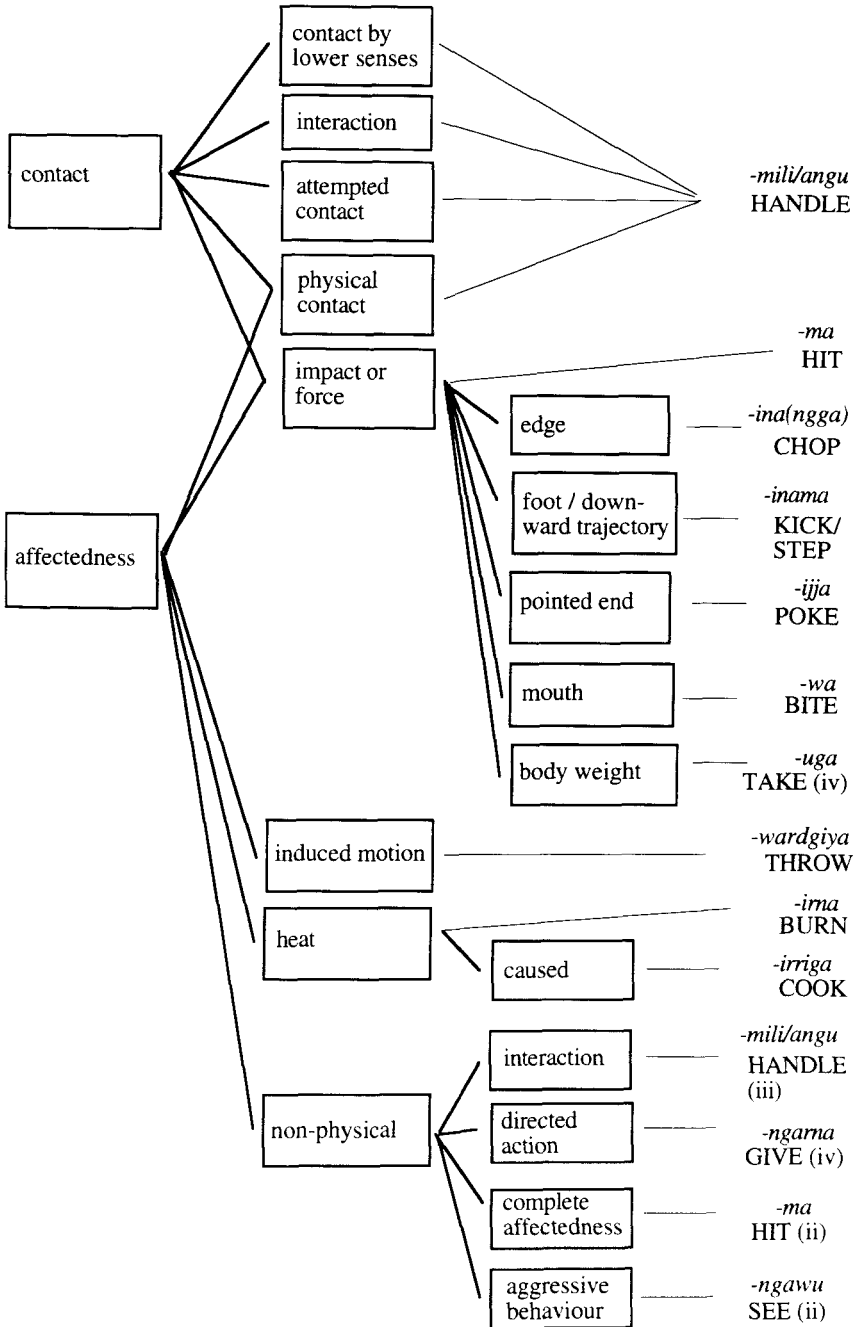 contact by
lower senses
interaction
contact
attempted
contact
-mili/angu
HANDLE
physical
contact
impact or
force
-ma
HIT
edge
-ina(ngga)
CHOP
foot / down-
ward trajectory
-inama
KICK/
STEP
affectedness
pointed end
-ijja
POKE
mouth
-wa
BITE
body weight
-uga
TAKE (iv)
induced motion
-wardgiya
THROW
heat
-irna
BURN
caused
-irriga
COOK
interaction
-mili/angu
HANDLE
(iii)
non-physical
directed
action
-ngarna
GIVE (iv)
complete
affectedness
-ma
HIT (ii)
aggressive
behaviour
-ngawu
SEE (ii)